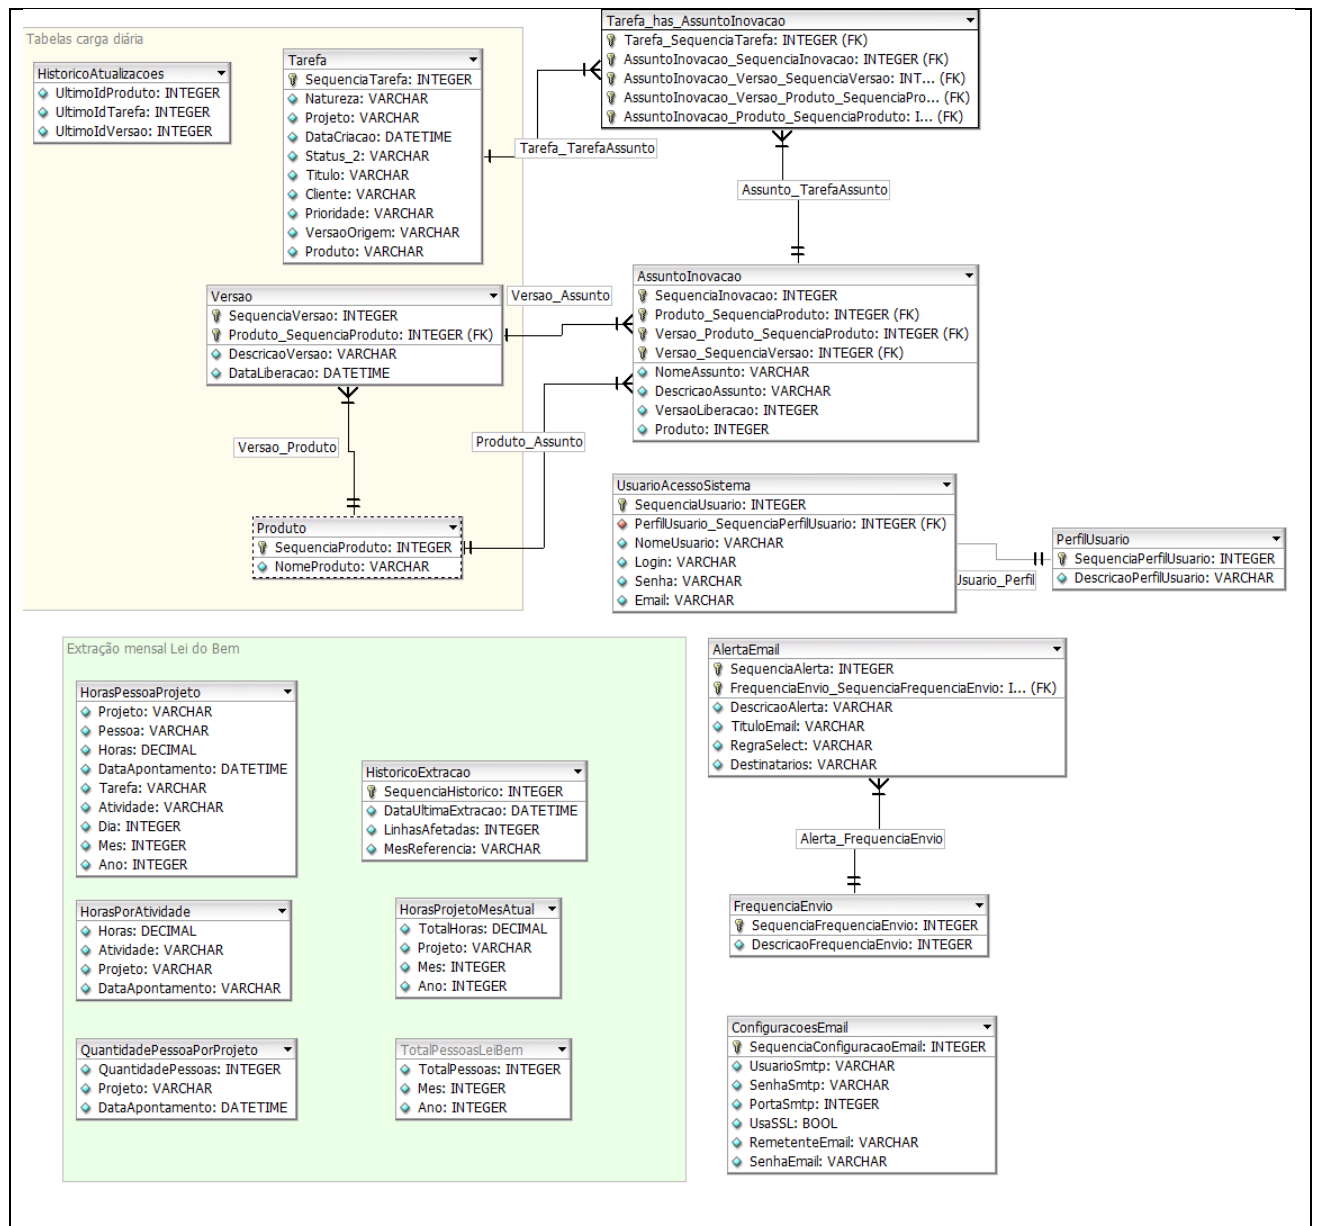 Tabelas carga diária
HistoricoAtualizacoes
UltimoIdProduto: INTEGER
UltimoIdTarefa: INTEGER
UltimoIdVersao: INTEGER
Tarefa
SequenciaTarefa: INTEGER
Natureza: VARCHAR
Projeto: VARCHAR
DataCriacao: DATETIME
Status_2: VARCHAR
Titulo: VARCHAR
Cliente: VARCHAR
Prioridade: VARCHAR
VersaoOrigem: VARCHAR
Produto: VARCHAR
Tarefa_has_AssuntoInovacao
Tarefa_SequenciaTarefa: INTEGER (FK)
AssuntoInovacao_SequenciaInovacao: INTEGER (FK)
AssuntoInovacao_Versao_SequenciaVersao: INT... (FK)
AssuntoInovacao_Versao_Produto_SequenciaPro... (FK)
AssuntoInovacao_Produto_SequenciaProduto: I... (FK)
Tarefa_TarefaAssunto
Assunto_TarefaAssunto
Versao
SequenciaVersao: INTEGER
Produto_SequenciaProduto: INTEGER (FK)
DescricaoVersao: VARCHAR
DataLiberacao: DATETIME
Versao_Assunto
AssuntoInovacao
SequenciaInovacao: INTEGER
Produto_SequenciaProduto: INTEGER (FK)
Versao_Produto_SequenciaProduto: INTEGER (FK)
Versao_SequenciaVersao: INTEGER (FK)
NomeAssunto: VARCHAR
DescricaoAssunto: VARCHAR
VersaoLiberacao: INTEGER
Produto: INTEGER
Versao_Produto
Produto_Assunto
Produto
SequenciaProduto: INTEGER
NomeProduto: VARCHAR
UsuarioAcessoSistema
SequenciaUsuario: INTEGER
PerfilUsuario_SequenciaPerfilUsuario: INTEGER (FK)
NomeUsuario: VARCHAR
Login: VARCHAR
Senha: VARCHAR
Email: VARCHAR
Usuario_Perfil
PerfilUsuario
SequenciaPerfilUsuario: INTEGER
DescricaoPerfilUsuario: VARCHAR
Extração mensal Lei do Bem
HorasPessoaProjeto
Projeto: VARCHAR
Pessoa: VARCHAR
Horas: DECIMAL
DataApontamento: DATETIME
Tarefa: VARCHAR
Atividade: VARCHAR
Dia: INTEGER
Mes: INTEGER
Ano: INTEGER
HistoricoExtracao
SequenciaHistorico: INTEGER
DataUltimaExtracao: DATETIME
LinhasAfetadas: INTEGER
MesReferencia: VARCHAR
HorasPorAtividade
Horas: DECIMAL
Atividade: VARCHAR
Projeto: VARCHAR
DataApontamento: VARCHAR
HorasProjetoMesAtual
TotalHoras: DECIMAL
Projeto: VARCHAR
Mes: INTEGER
Ano: INTEGER
QuantidadePessoaPorProjeto
QuantidadePessoas: INTEGER
Projeto: VARCHAR
DataApontamento: DATETIME
TotalPessoasLeiBem
TotalPessoas: INTEGER
Mes: INTEGER
Ano: INTEGER
AlertaEmail
SequenciaAlerta: INTEGER
FrequenciaEnvio_SequenciaFrequenciaEnvio: I... (FK)
DescricaoAlerta: VARCHAR
TituloEmail: VARCHAR
RegraSelect: VARCHAR
Destinatarios: VARCHAR
Alerta_FrequenciaEnvio
FrequenciaEnvio
SequenciaFrequenciaEnvio: INTEGER
DescricaoFrequenciaEnvio: INTEGER
ConfiguracoesEmail
SequenciaConfiguracaoEmail: INTEGER
UsuarioSmtp: VARCHAR
SenhaSmtp: VARCHAR
PortaSmtp: INTEGER
UsaSSL: BOOL
RemetenteEmail: VARCHAR
SenhaEmail: VARCHAR